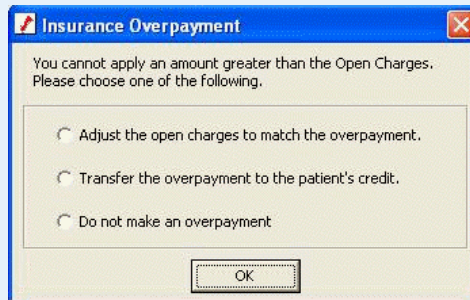 Insurance Overpayment
You cannot apply an amount greater than the Open Charges.
Please choose one of the following.
Adjust the open charges to match the overpayment.
Transfer the overpayment to the patient's credit.
Do not make an overpayment
OK